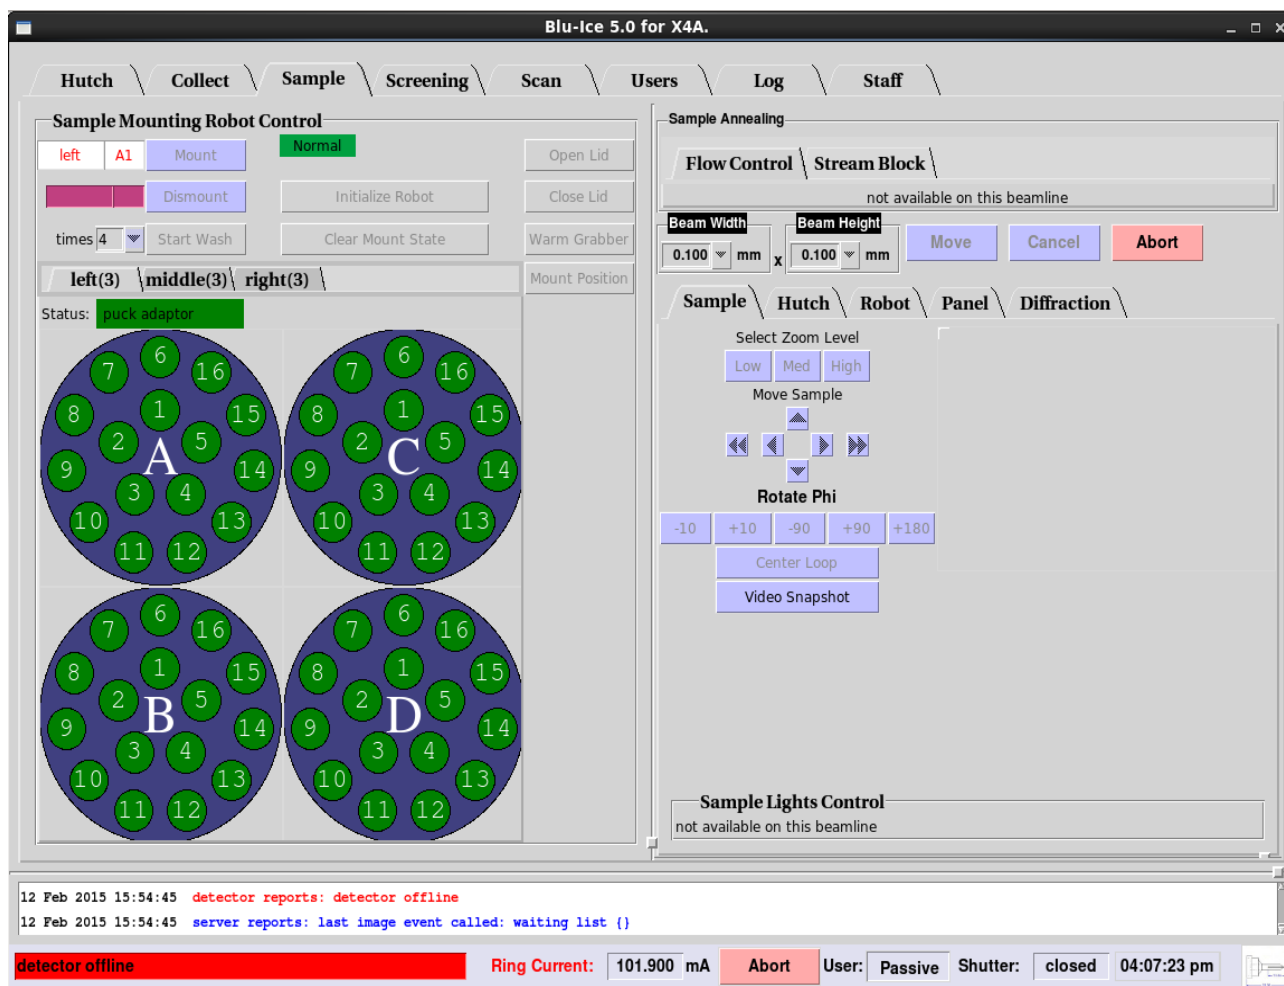 Blu-Ice 5.0 for X4A.
Hutch Collect Sample Screening Scan Users Log Staff
Sample Mounting Robot Control
left A1 Mount Normal Open Lid
Dismount Initialize Robot Close Lid
times 4 Start Wash Clear Mount State Warm Grabber
left(3) middle(3) right(3) Mount Position
Status: puck adaptor
6 7 16 1 8 15 2 5 A 9 14 3 4 10 13 11 12
6 7 16 1 8 15 2 5 C 9 14 3 4 10 13 11 12
6 7 16 1 8 15 2 5 B 9 14 3 4 10 13 11 12
6 7 16 1 8 15 2 5 D 9 14 3 4 10 13 11 12
Sample Annealing
Flow Control Stream Block
not available on this beamline
Beam Width Beam Height
0.100 mm x 0.100 mm Move Cancel Abort
Sample Hutch Robot Panel Diffraction
Select Zoom Level
Low Med High
Move Sample
Rotate Phi
-10 +10 -90 +90 +180
Center Loop
Video Snapshot
Sample Lights Control
not available on this beamline
12 Feb 2015 15:54:45 detector reports: detector offline
12 Feb 2015 15:54:45 server reports: last image event called: waiting list {}
detector offline Ring Current: 101.900 mA Abort User: Passive Shutter: closed 04:07:23 pm